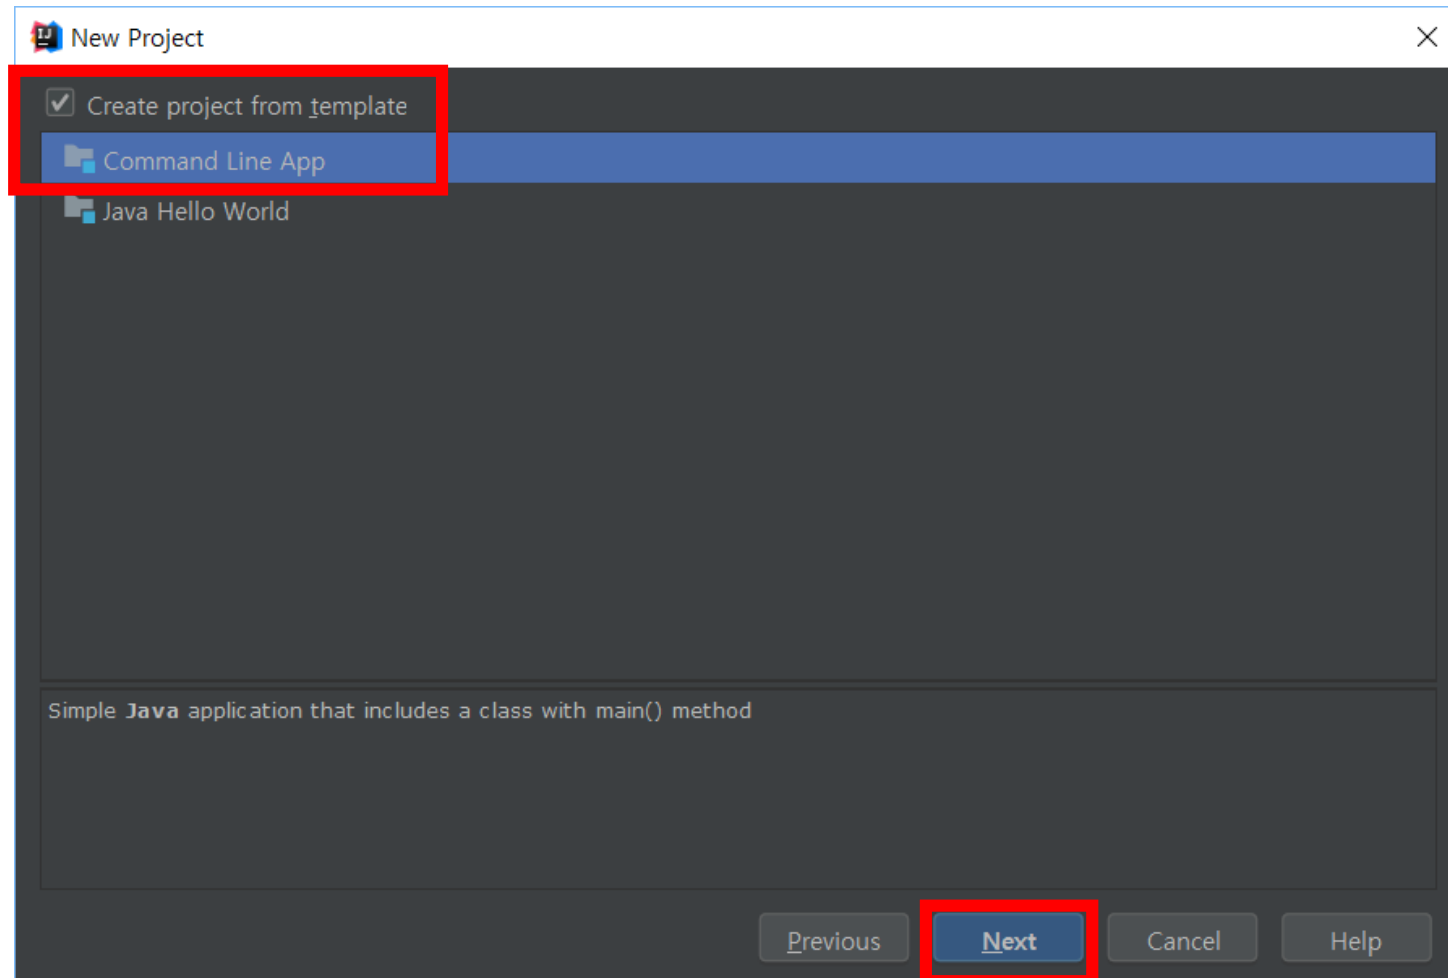 IJ New Project
Create project from template
Command Line App
Java Hello World
Simple Java application that includes a class with main() method
Previous Next Cancel Help